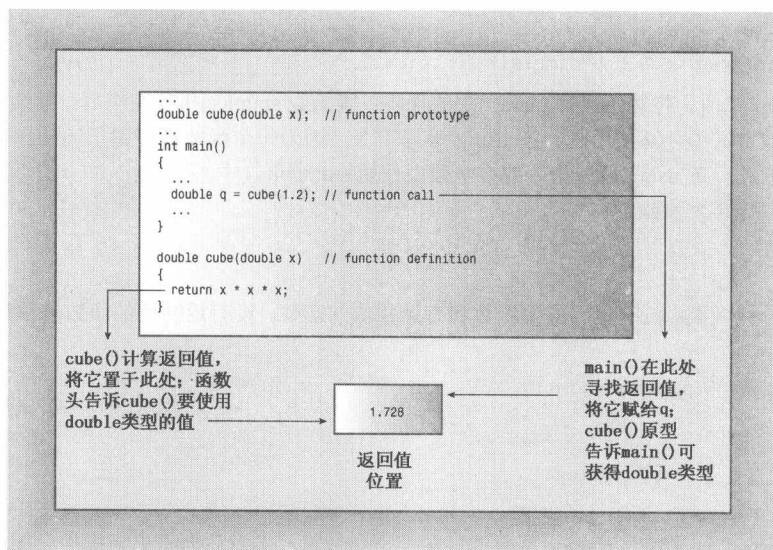 ...
double cube(double x);  // function prototype
...
int main()
{
  ...
  double q = cube(1.2); // function call
  ...
}
double cube(double x)   // function definition
{
  return x * x * x;
}
cube()计算返回值,
将它置于此处；函数
头告诉cube()要使用
double类型的值
1.728
返回值
位置
main()在此处
寻找返回值,
将它赋给q;
cube()原型
告诉main()可
获得double类型